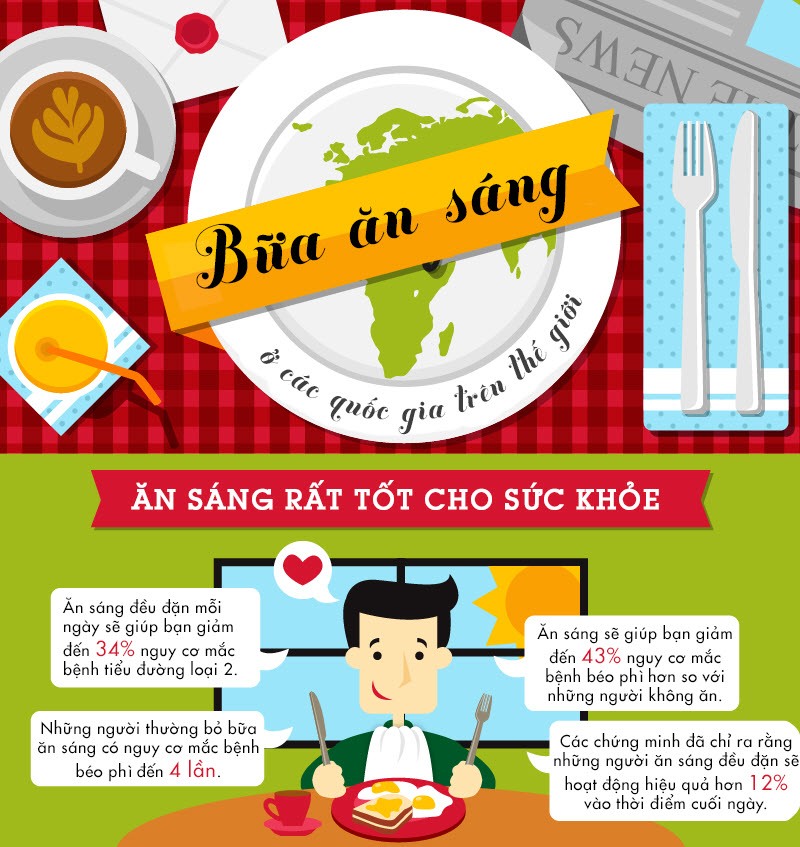 THE NEWS
Bữa ăn sáng
ở các quốc gia trên thế giới
ĂN SÁNG RẤT TỐT CHO SỨC KHỎE
Ăn sáng đều đặn mỗi
ngày sẽ giúp bạn giảm
đến 34% nguy cơ mắc
bệnh tiểu đường loại 2.
Ăn sáng sẽ giúp bạn giảm
đến 43% nguy cơ mắc
bệnh béo phì hơn so với
những người không ăn.
Những người thường bỏ bữa
ăn sáng có nguy cơ mắc bệnh
béo phì đến 4 lần.
Các chứng minh đã chỉ ra rằng
những người ăn sáng đều đặn sẽ
hoạt động hiệu quả hơn 12%
vào thời điểm cuối ngày.